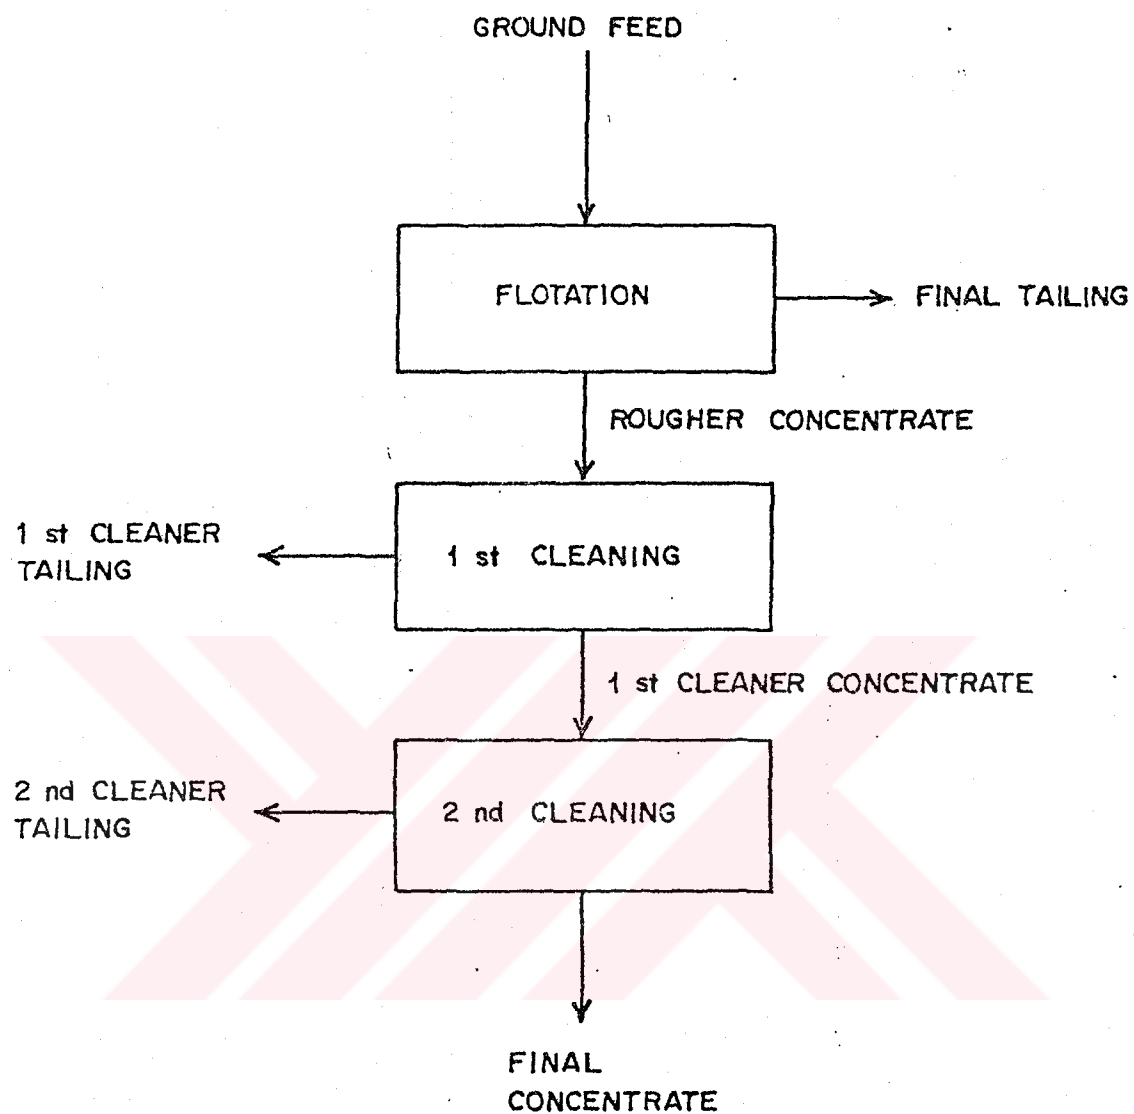 GROUND FEED
FLOTATION
FINAL TAILING
ROUGHER CONCENTRATE
1 st CLEANER
TAILING
1 st CLEANING
1 st CLEANER CONCENTRATE
2 nd CLEANER
TAILING
2 nd CLEANING
FINAL
CONCENTRATE